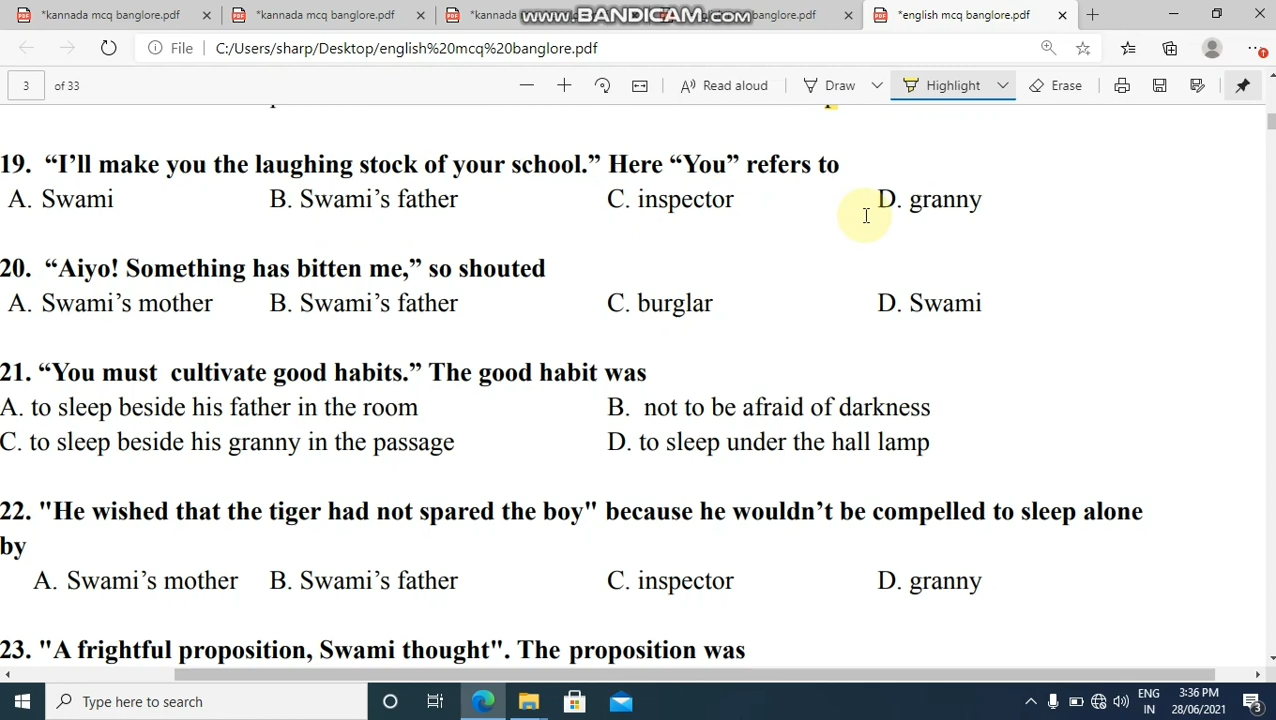 *kannada mcq banglore.pdf
*kannada mcq banglore.pdf
*kannada
banglore.pdf
*english mcq banglore.pdf
www.BANDICAM.com
File
C:/Users/sharp/Desktop/english%20mcq%20banglore.pdf
3 of 33
Read aloud
Draw
Highlight
Erase
19. “I’ll make you the laughing stock of your school.” Here “You” refers to
A. Swami B. Swami’s father C. inspector D. granny
20. “Aiyo! Something has bitten me,” so shouted
A. Swami’s mother B. Swami’s father C. burglar D. Swami
21. “You must cultivate good habits.” The good habit was
A. to sleep beside his father in the room B. not to be afraid of darkness
C. to sleep beside his granny in the passage D. to sleep under the hall lamp
22. "He wished that the tiger had not spared the boy" because he wouldn’t be compelled to sleep alone
by
A. Swami’s mother B. Swami’s father C. inspector D. granny
23. "A frightful proposition, Swami thought". The proposition was
Type here to search
ENG
IN
3:36 PM
28/06/2021
3